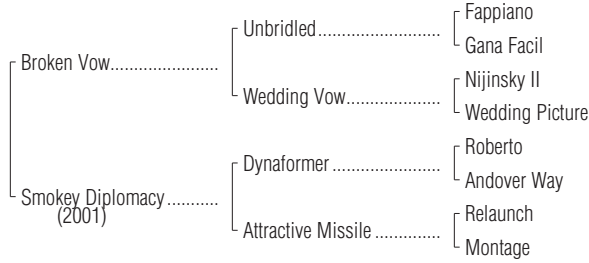 Fappiano
Unbridled..........................
Gana Facil
Broken Vow.......................
Nijinsky II
Wedding Vow....................
Wedding Picture
Roberto
Dynaformer.......................
Andover Way
Smokey Diplomacy...........
(2001)
Relaunch
Attractive Missile..............
Montage